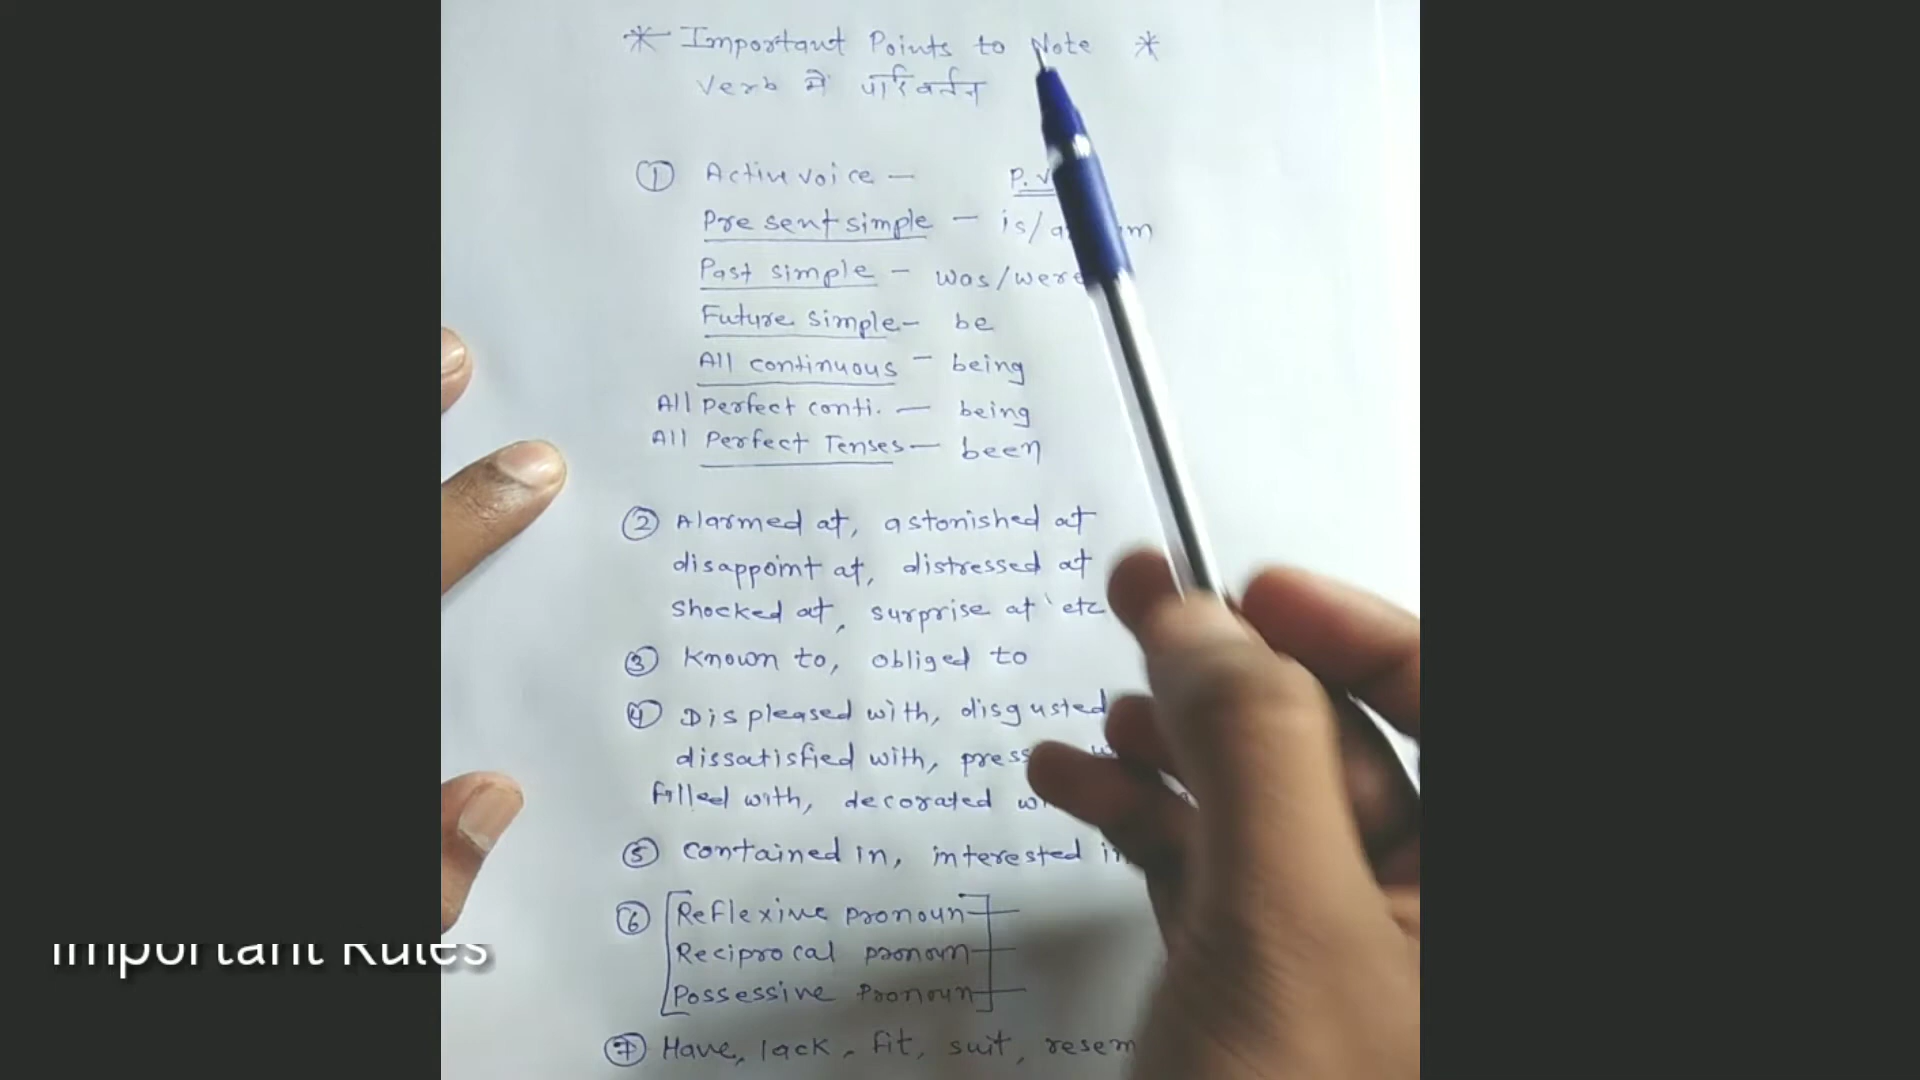 * Important Points to Note *
Verb में परिवर्तन
① Active voice — P. V
Present simple — is/
Past simple — was/were
Future simple — be
All continuous — being
All perfect conti. — being
All Perfect Tenses — been
② Alarmed at, astonished at
disappoint at, distressed at
shocked at, surprise at etc
③ Known to, obliged to
④ Displeased with, disgusted
dissatisfied with,
filled with, decorated
⑤ contained in, interested in
⑥ Reflexive pronoun
Reciprocal pronoun
Possessive Pronoun
⑦ Have, lack, fit, suit,
Important Rules